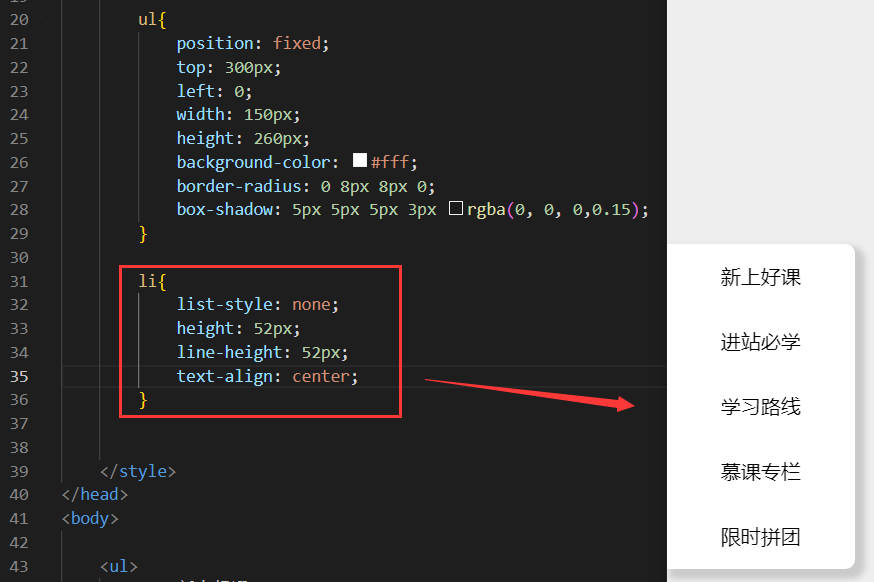 20 ul{
21 position: fixed;
22 top: 300px;
23 left: 0;
24 width: 150px;
25 height: 260px;
26 background-color: #fff;
27 border-radius: 0 8px 8px 0;
28 box-shadow: 5px 5px 5px 3px rgba(0, 0, 0,0.15);
29 }
30
31 li{
32 list-style: none;
33 height: 52px;
34 line-height: 52px;
35 text-align: center;
36 }
37
38
39 </style>
40 </head>
41 <body>
42
43 <ul>
新上好课
进站必学
学习路线
慕课专栏
限时拼团